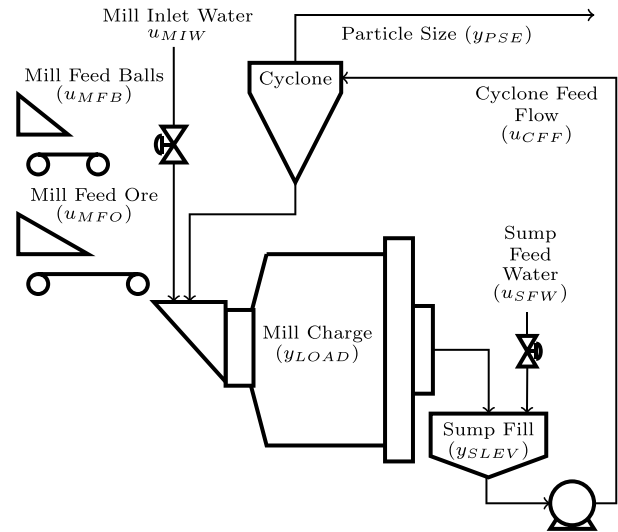 Mill Inlet Water
u_MIW
Particle Size (y_PSE)
Mill Feed Balls
(u_MFB)
Cyclone
Cyclone Feed
Flow
(u_CFF)
Mill Feed Ore
(u_MFO)
Sump
Feed
Water
(u_SFW)
Mill Charge
(y_LOAD)
Sump Fill
(y_SLEV)